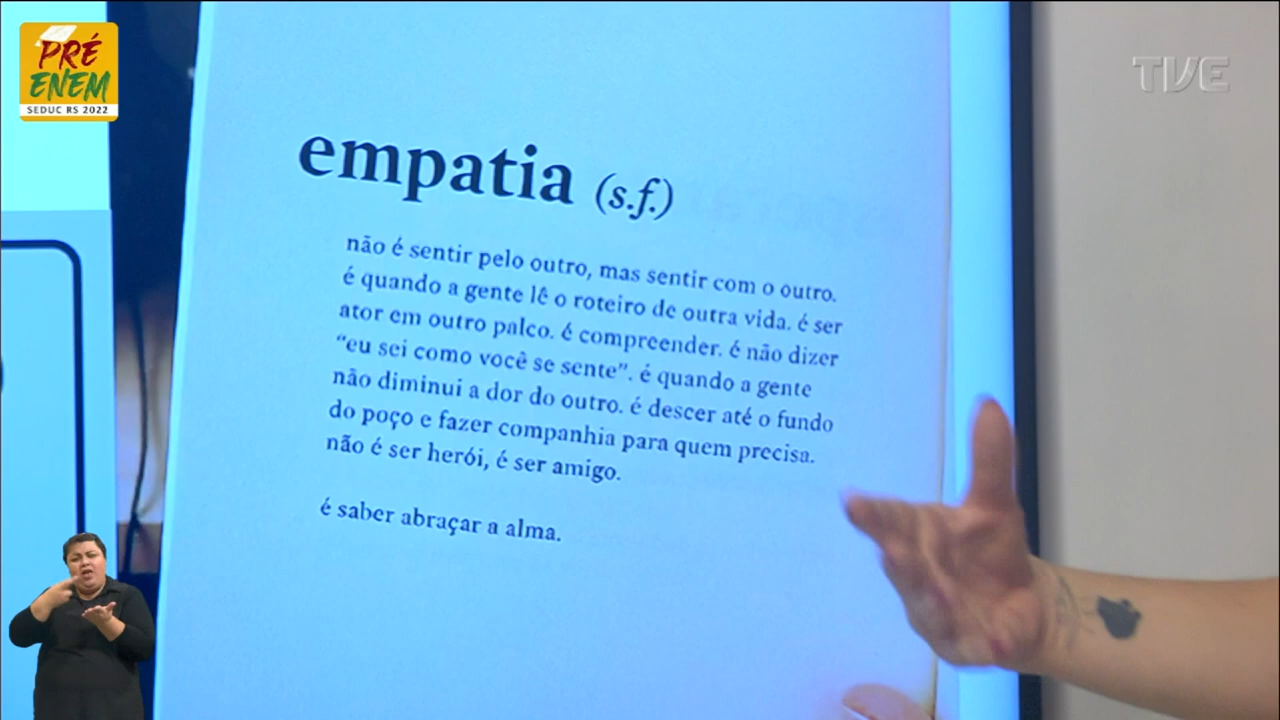 PRÉ
ENEM
SEDUC RS 2022
TVE
empatia (s.f.)
não é sentir pelo outro, mas sentir com o outro.
é quando a gente lê o roteiro de outra vida. é ser
ator em outro palco. é compreender. é não dizer
“eu sei como você se sente”. é quando a gente
não diminui a dor do outro. é descer até o fundo
do poço e fazer companhia para quem precisa.
não é ser herói, é ser amigo.
é saber abraçar a alma.